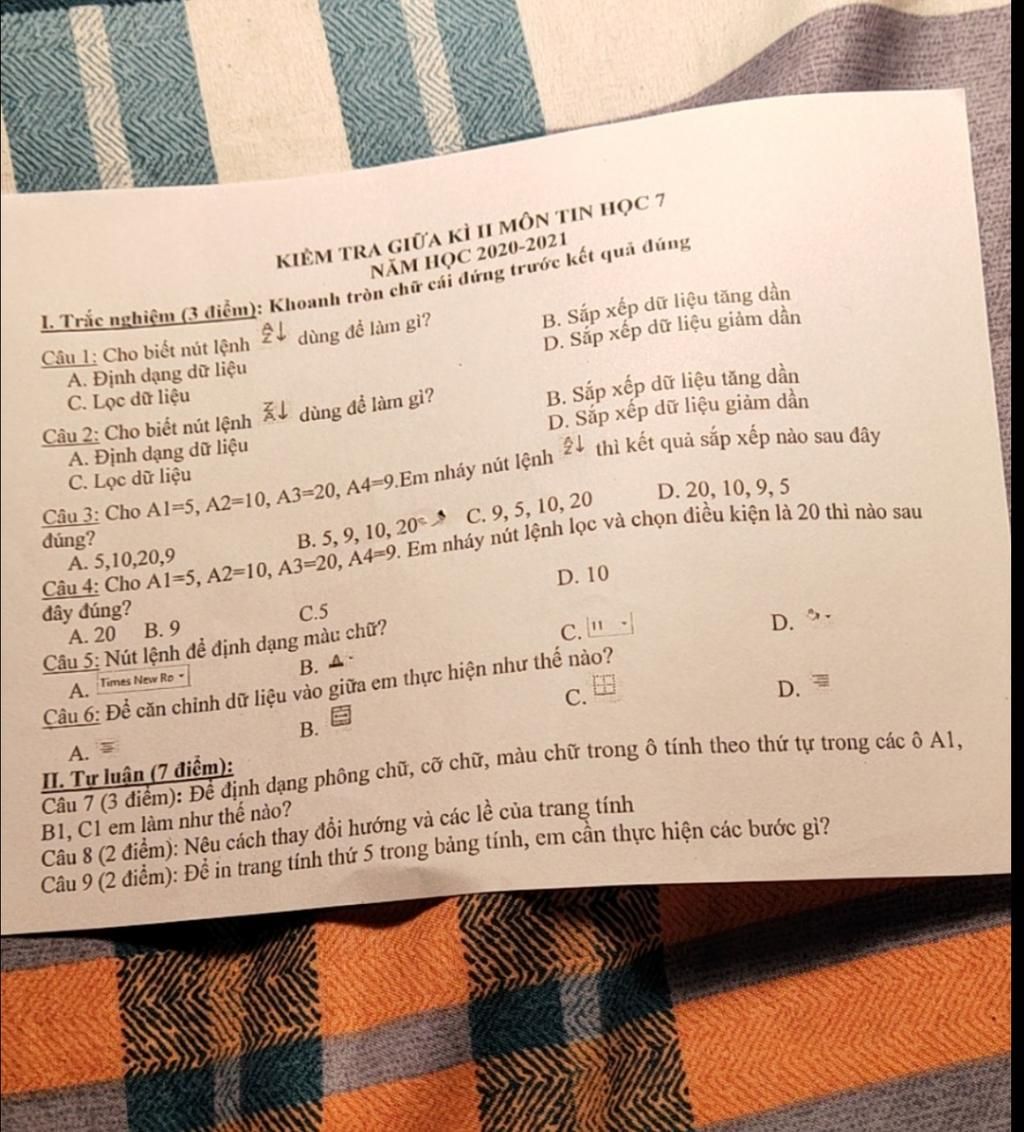 KIỂM TRA GIỮA KÌ II MÔN TIN HỌC 7
NĂM HỌC 2020-2021
I. Trắc nghiệm (3 điểm): Khoanh tròn chữ cái đứng trước kết quả đúng
Câu 1: Cho biết nút lệnh A Z↓ dùng để làm gì?
A. Định dạng dữ liệu B. Sắp xếp dữ liệu tăng dần
C. Lọc dữ liệu D. Sắp xếp dữ liệu giảm dần
Câu 2: Cho biết nút lệnh Z A↓ dùng để làm gì?
A. Định dạng dữ liệu B. Sắp xếp dữ liệu tăng dần
C. Lọc dữ liệu D. Sắp xếp dữ liệu giảm dần
Câu 3: Cho A1=5, A2=10, A3=20, A4=9.Em nháy nút lệnh A Z↓ thì kết quả sắp xếp nào sau đây
đúng?
A. 5,10,20,9 B. 5, 9, 10, 20 C. 9, 5, 10, 20 D. 20, 10, 9, 5
Câu 4: Cho A1=5, A2=10, A3=20, A4=9. Em nháy nút lệnh lọc và chọn điều kiện là 20 thì nào sau
đây đúng?
A. 20 B. 9 C.5 D. 10
Câu 5: Nút lệnh để định dạng màu chữ?
A. Times New Ro B. A C. 11 D.
Câu 6: Để căn chỉnh dữ liệu vào giữa em thực hiện như thế nào?
A. B. C. D.
II. Tự luận (7 điểm):
Câu 7 (3 điểm): Để định dạng phông chữ, cỡ chữ, màu chữ trong ô tính theo thứ tự trong các ô A1,
B1, C1 em làm như thế nào?
Câu 8 (2 điểm): Nêu cách thay đổi hướng và các lề của trang tính
Câu 9 (2 điểm): Để in trang tính thứ 5 trong bảng tính, em cần thực hiện các bước gì?